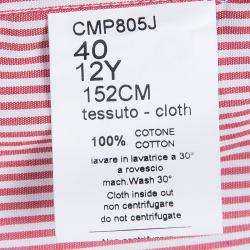 CMP805J
40
12Y
152CM
tessuto - cloth
100% COTONE
COTTON
lavare in lavatrice a 30°
a rovescio
mach.Wash 30°
Cloth inside out
non centrifugare
do not centrifugate